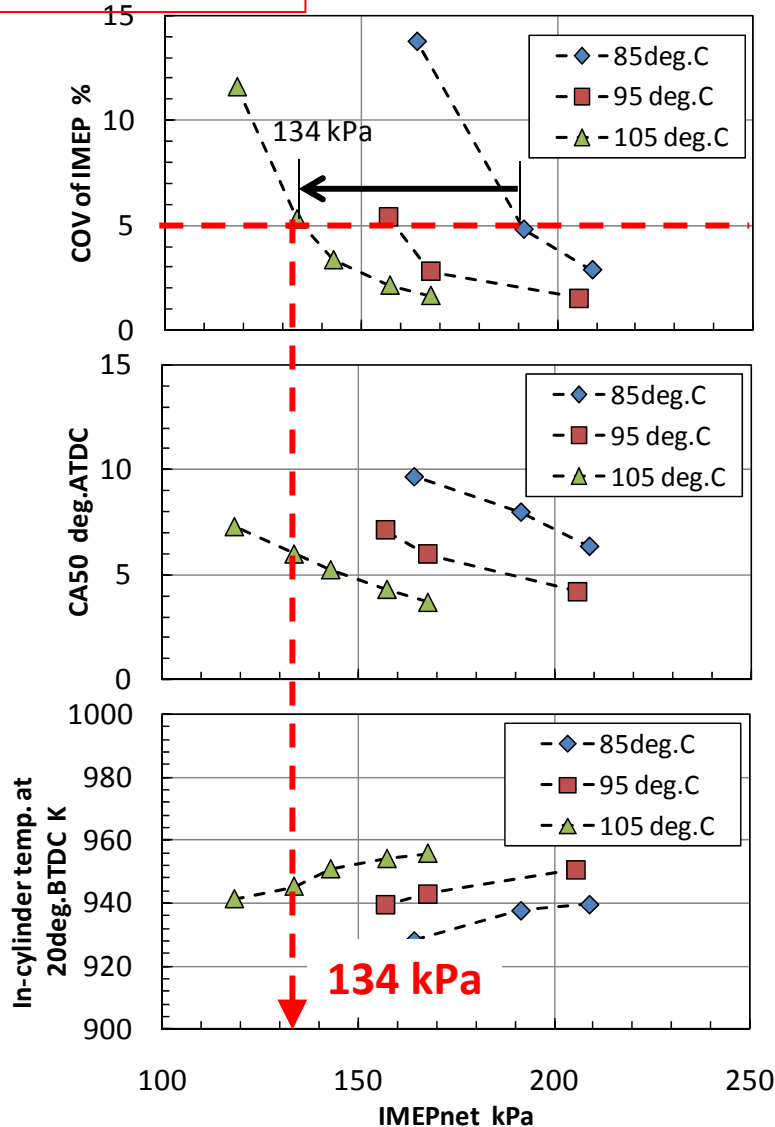 15
10
5
0
COV of IMEP %
134 kPa
85deg.C
95 deg.C
105 deg.C
15
10
5
0
CA50 deg.ATDC
85deg.C
95 deg.C
105 deg.C
1000
980
960
940
920
900
In-cylinder temp. at
20deg.BTDC K
85deg.C
95 deg.C
105 deg.C
134 kPa
100
150
200
250
IMEPnet kPa